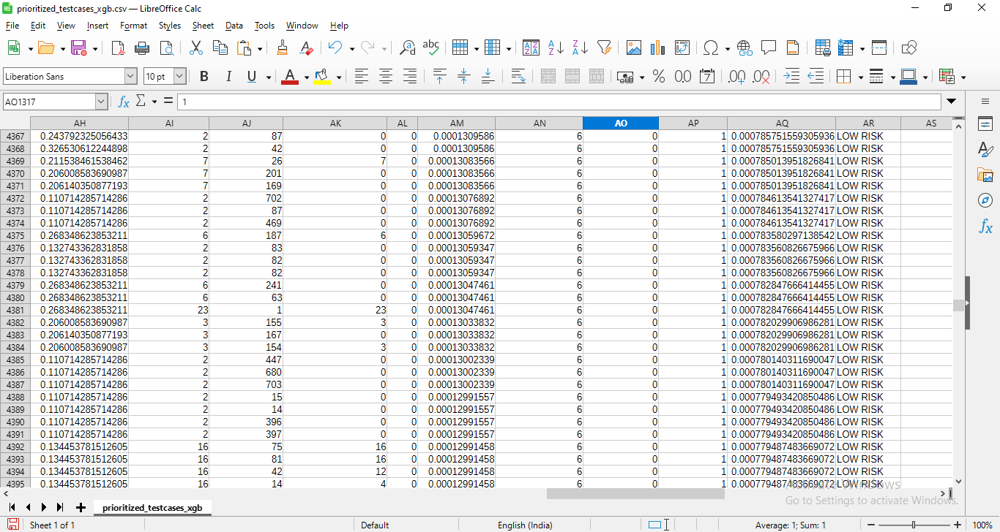 prioritized_testcases_xgb.csv — LibreOffice Calc
File Edit View Insert Format Styles Sheet Data Tools Window Help
Liberation Sans 10 pt B I U A % 0.0 7 .00 .00
AO1317 fx Σ = 1
AH AI AJ AK AL AM AN AO AP AQ AR AS
4367 0.243792325056433 2 87 0 0 0.0001309586 6 0 1 0.000785751559305936 LOW RISK
4368 0.326530612244898 2 42 0 0 0.0001309586 6 0 1 0.000785751559305936 LOW RISK
4369 0.211538461538462 7 26 7 0 0.00013083566 6 0 1 0.000785013951826841 LOW RISK
4370 0.206008583690987 7 201 0 0 0.00013083566 6 0 1 0.000785013951826841 LOW RISK
4371 0.206140350877193 7 169 0 0 0.00013083566 6 0 1 0.000785013951826841 LOW RISK
4372 0.110714285714286 2 702 0 0 0.00013076892 6 0 1 0.000784613541327417 LOW RISK
4373 0.110714285714286 2 87 0 0 0.00013076892 6 0 1 0.000784613541327417 LOW RISK
4374 0.110714285714286 2 469 0 0 0.00013076892 6 0 1 0.000784613541327417 LOW RISK
4375 0.268348623853211 6 187 6 0 0.00013059672 6 0 1 0.000783580297138542 LOW RISK
4376 0.132743362831858 2 83 0 0 0.00013059347 6 0 1 0.000783560826675966 LOW RISK
4377 0.132743362831858 2 82 0 0 0.00013059347 6 0 1 0.000783560826675966 LOW RISK
4378 0.132743362831858 2 82 0 0 0.00013059347 6 0 1 0.000783560826675966 LOW RISK
4379 0.268348623853211 6 241 0 0 0.00013047461 6 0 1 0.000782847666414455 LOW RISK
4380 0.268348623853211 6 63 0 0 0.00013047461 6 0 1 0.000782847666414455 LOW RISK
4381 0.268348623853211 23 1 23 0 0.00013047461 6 0 1 0.000782847666414455 LOW RISK
4382 0.206008583690987 3 155 3 0 0.00013033832 6 0 1 0.000782029906986281 LOW RISK
4383 0.206140350877193 3 167 0 0 0.00013033832 6 0 1 0.000782029906986281 LOW RISK
4384 0.206008583690987 3 154 3 0 0.00013033832 6 0 1 0.000782029906986281 LOW RISK
4385 0.110714285714286 2 447 0 0 0.00013002339 6 0 1 0.000780140311690047 LOW RISK
4386 0.110714285714286 2 680 0 0 0.00013002339 6 0 1 0.000780140311690047 LOW RISK
4387 0.110714285714286 2 703 0 0 0.00013002339 6 0 1 0.000780140311690047 LOW RISK
4388 0.110714285714286 2 15 0 0 0.00012991557 6 0 1 0.000779493420850486 LOW RISK
4389 0.110714285714286 2 14 0 0 0.00012991557 6 0 1 0.000779493420850486 LOW RISK
4390 0.110714285714286 2 396 0 0 0.00012991557 6 0 1 0.000779493420850486 LOW RISK
4391 0.110714285714286 2 397 0 0 0.00012991557 6 0 1 0.000779493420850486 LOW RISK
4392 0.134453781512605 16 75 16 0 0.00012991458 6 0 1 0.000779487483669072 LOW RISK
4393 0.134453781512605 16 81 16 0 0.00012991458 6 0 1 0.000779487483669072 LOW RISK
4394 0.134453781512605 16 42 12 0 0.00012991458 6 0 1 0.000779487483669072 LOW RISK
4395 0.134453781512605 16 14 4 0 0.00012991458 6 0 1 0.000779487483669072 LOW RISK
Activate Windows
Go to Settings to activate Windows.
prioritized_testcases_xgb
Sheet 1 of 1 Default English (India) Average: 1; Sum: 1 100%